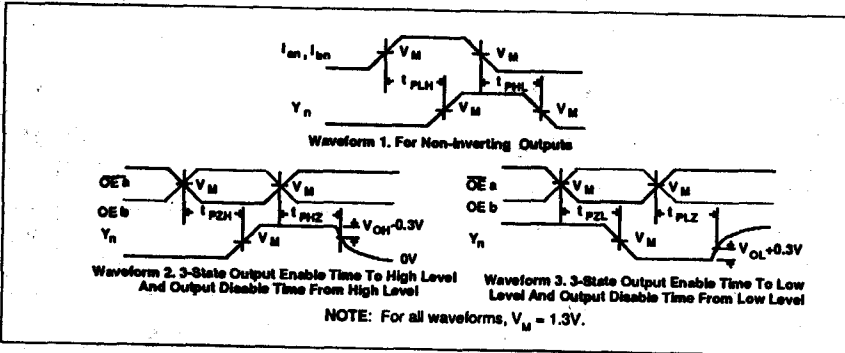 Ian, Ibn
VM
VM
tPLH
tPHL
Yn
VM
VM
Waveform 1. For Non-Inverting Outputs
OE a
VM
VM
OE b
tPZH
tPHZ
VOH-0.3V
Yn
VM
0V
Waveform 2. 3-State Output Enable Time To High Level
And Output Disable Time From High Level
OE a
VM
VM
OE b
tPZL
tPLZ
Yn
VM
VOL+0.3V
Waveform 3. 3-State Output Enable Time To Low
Level And Output Disable Time From Low Level
NOTE: For all waveforms, VM = 1.3V.